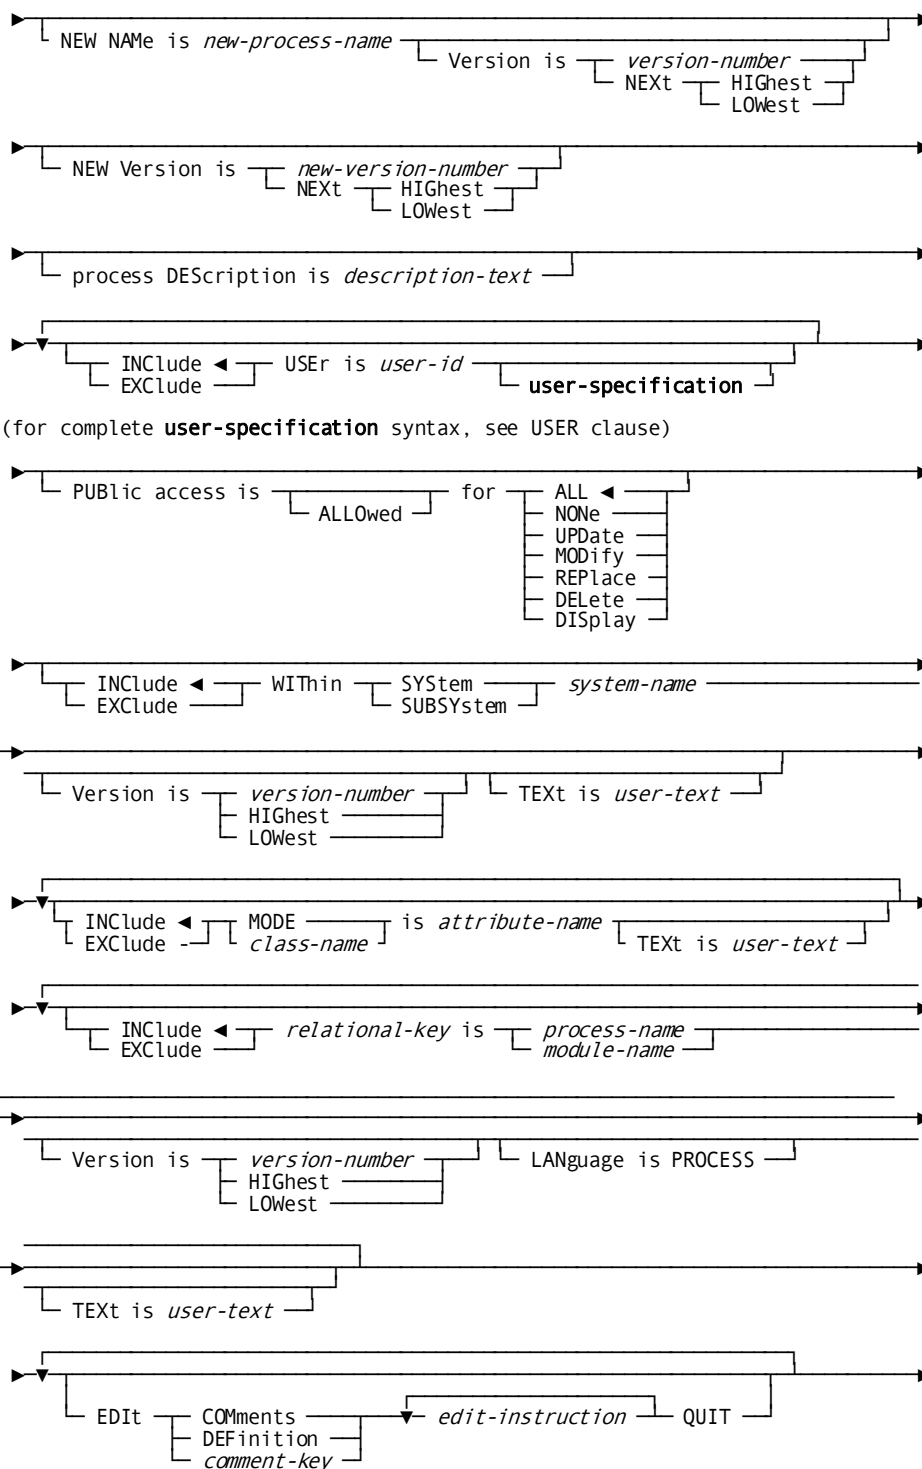 NEW NAMe is new-process-name
Version is version-number
NEXt HIGhest
LOWest
NEW Version is new-version-number
NEXt HIGhest
LOWest
process DEScription is description-text
INClude USEr is user-id
EXClude user-specification
(for complete user-specification syntax, see USER clause)
PUBlic access is for ALL
ALLOwed NONe
UPDate
MODify
REPlace
DELete
DISplay
INClude WIThin SYStem system-name
EXClude SUBSYstem
Version is version-number TEXt is user-text
HIGhest
LOWest
INClude MODE is attribute-name
EXClude - class-name TEXt is user-text
INClude relational-key is process-name
EXClude module-name
Version is version-number LANguage is PROCESS
HIGhest
LOWest
TEXt is user-text
EDIt COMments edit-instruction QUIT
DEFinition
comment-key